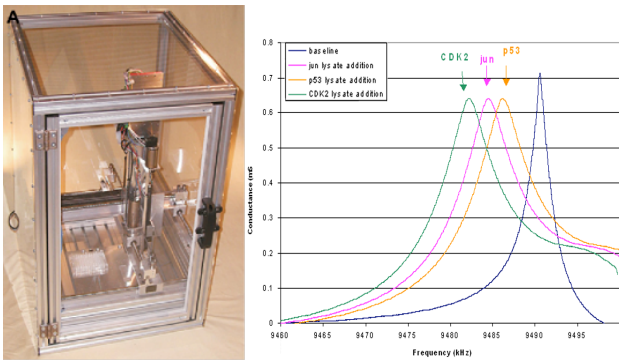 A
CDK2 jun p53
baseline
jun lysate addition
p53 lysate addition
CDK2 lysate addition
0.8
0.7
0.6
0.5
0.4
0.3
0.2
0.1
0
Conductance (mS
9460 9465 9470 9475 9480 9485 9490 9495
Frequency (kHz)